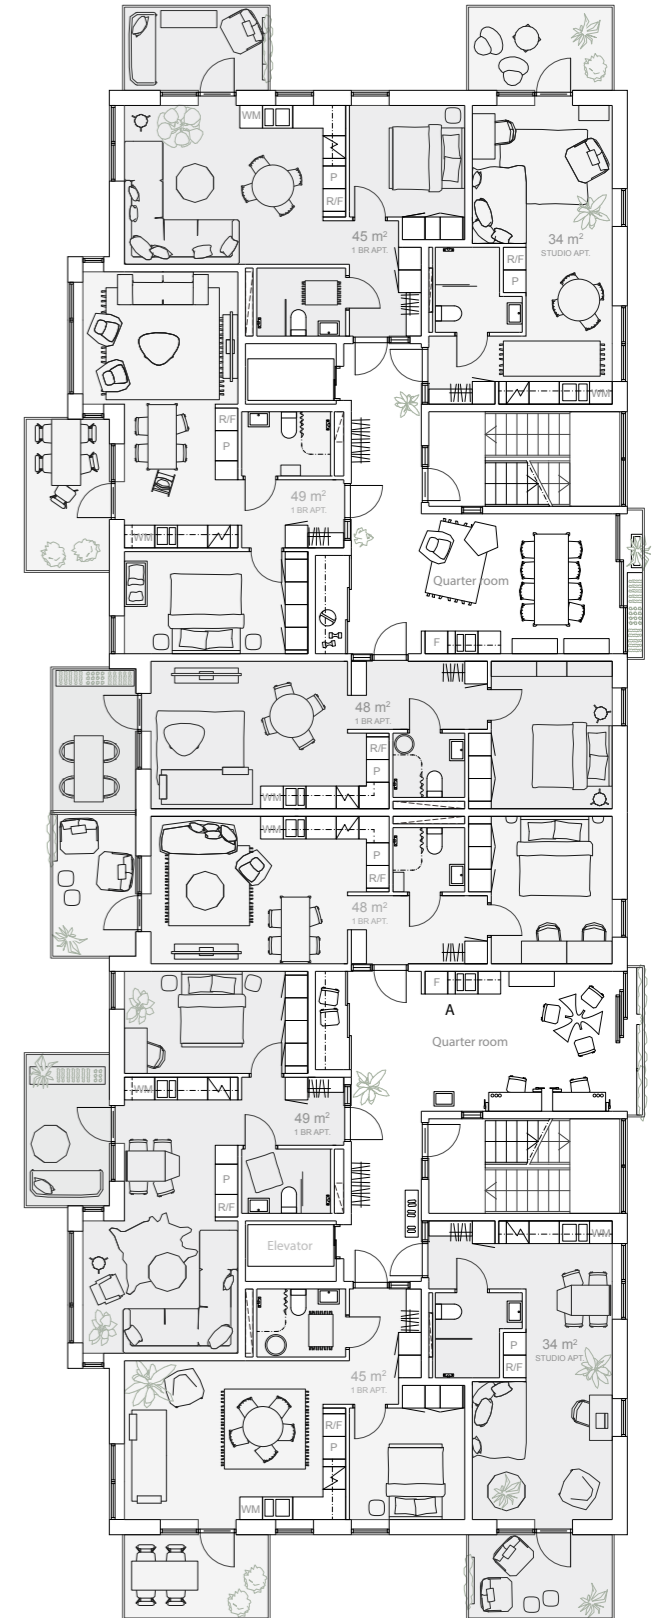 WM
P
R/F
45 m²
1 BR APT.
34 m²
STUDIO APT.
R/F
P
WM
R/F
P
49 m²
1 BR APT.
WM
Quarter room
F
48 m²
1 BR APT.
R/F
P
WM
WM
P
R/F
48 m²
1 BR APT.
F
A
Quarter room
WM
49 m²
1 BR APT.
P
R/F
WM
Elevator
34 m²
STUDIO APT.
P
R/F
45 m²
1 BR APT.
R/F
P
WM